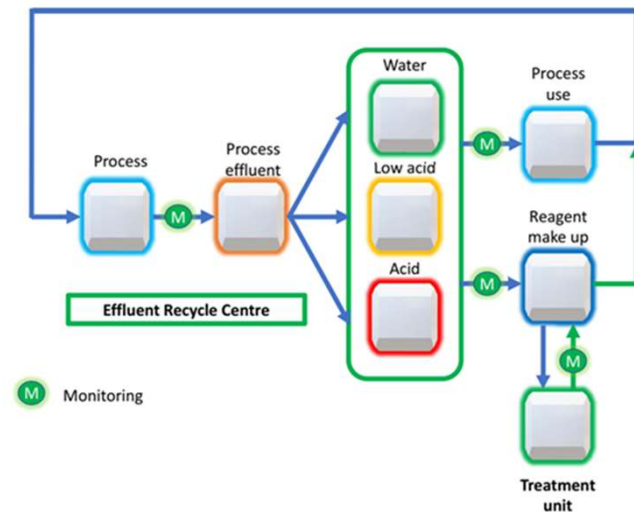 Water
Process
use
Process
effluent
Process
M
M
Low acid
Reagent
make up
Acid
M
Effluent Recycle Centre
M
M
Monitoring
Treatment
unit